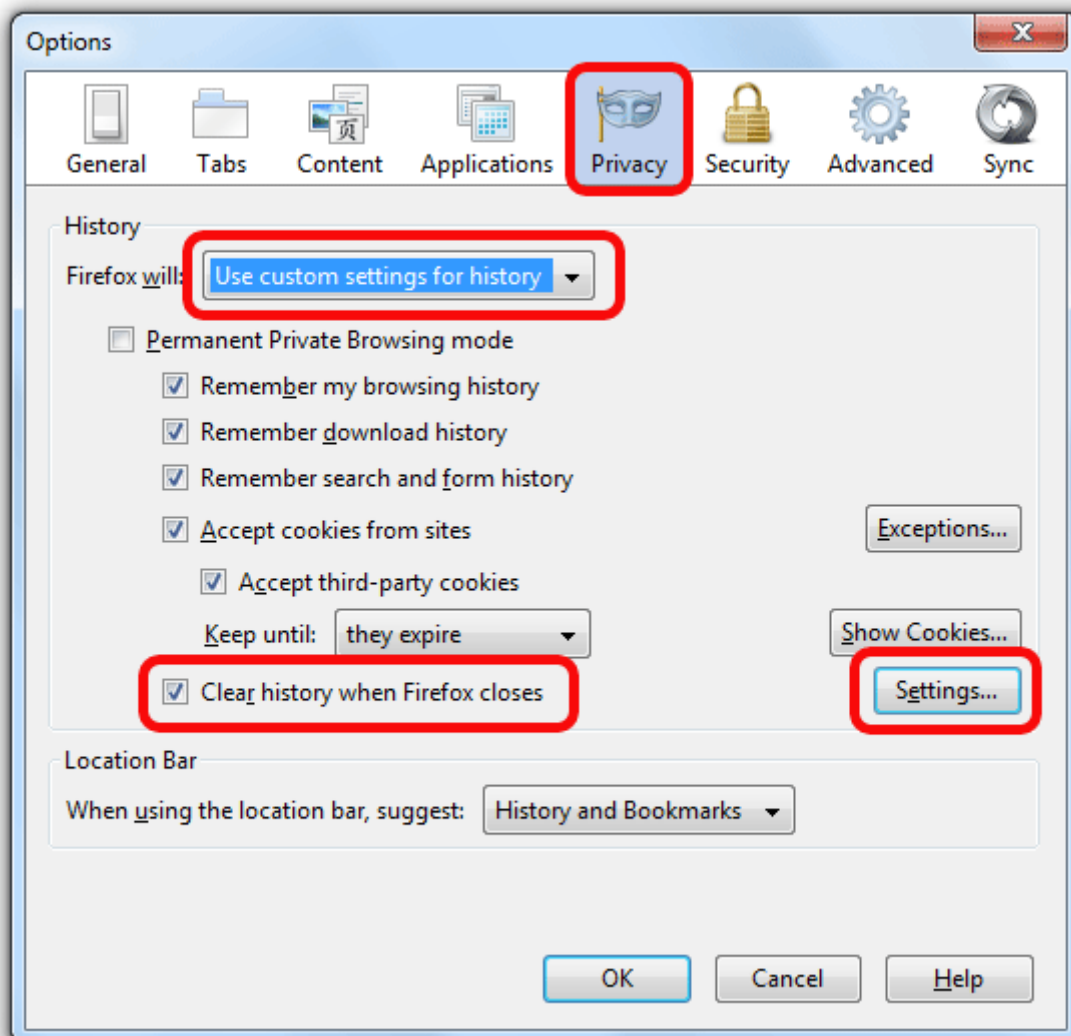 Options
X
页
General Tabs Content Applications Privacy Security Advanced Sync
History
Firefox will: Use custom settings for history
Permanent Private Browsing mode
Remember my browsing history
Remember download history
Remember search and form history
Accept cookies from sites Exceptions...
Accept third-party cookies
Keep until: they expire Show Cookies...
Clear history when Firefox closes Settings...
Location Bar
When using the location bar, suggest: History and Bookmarks
OK Cancel Help